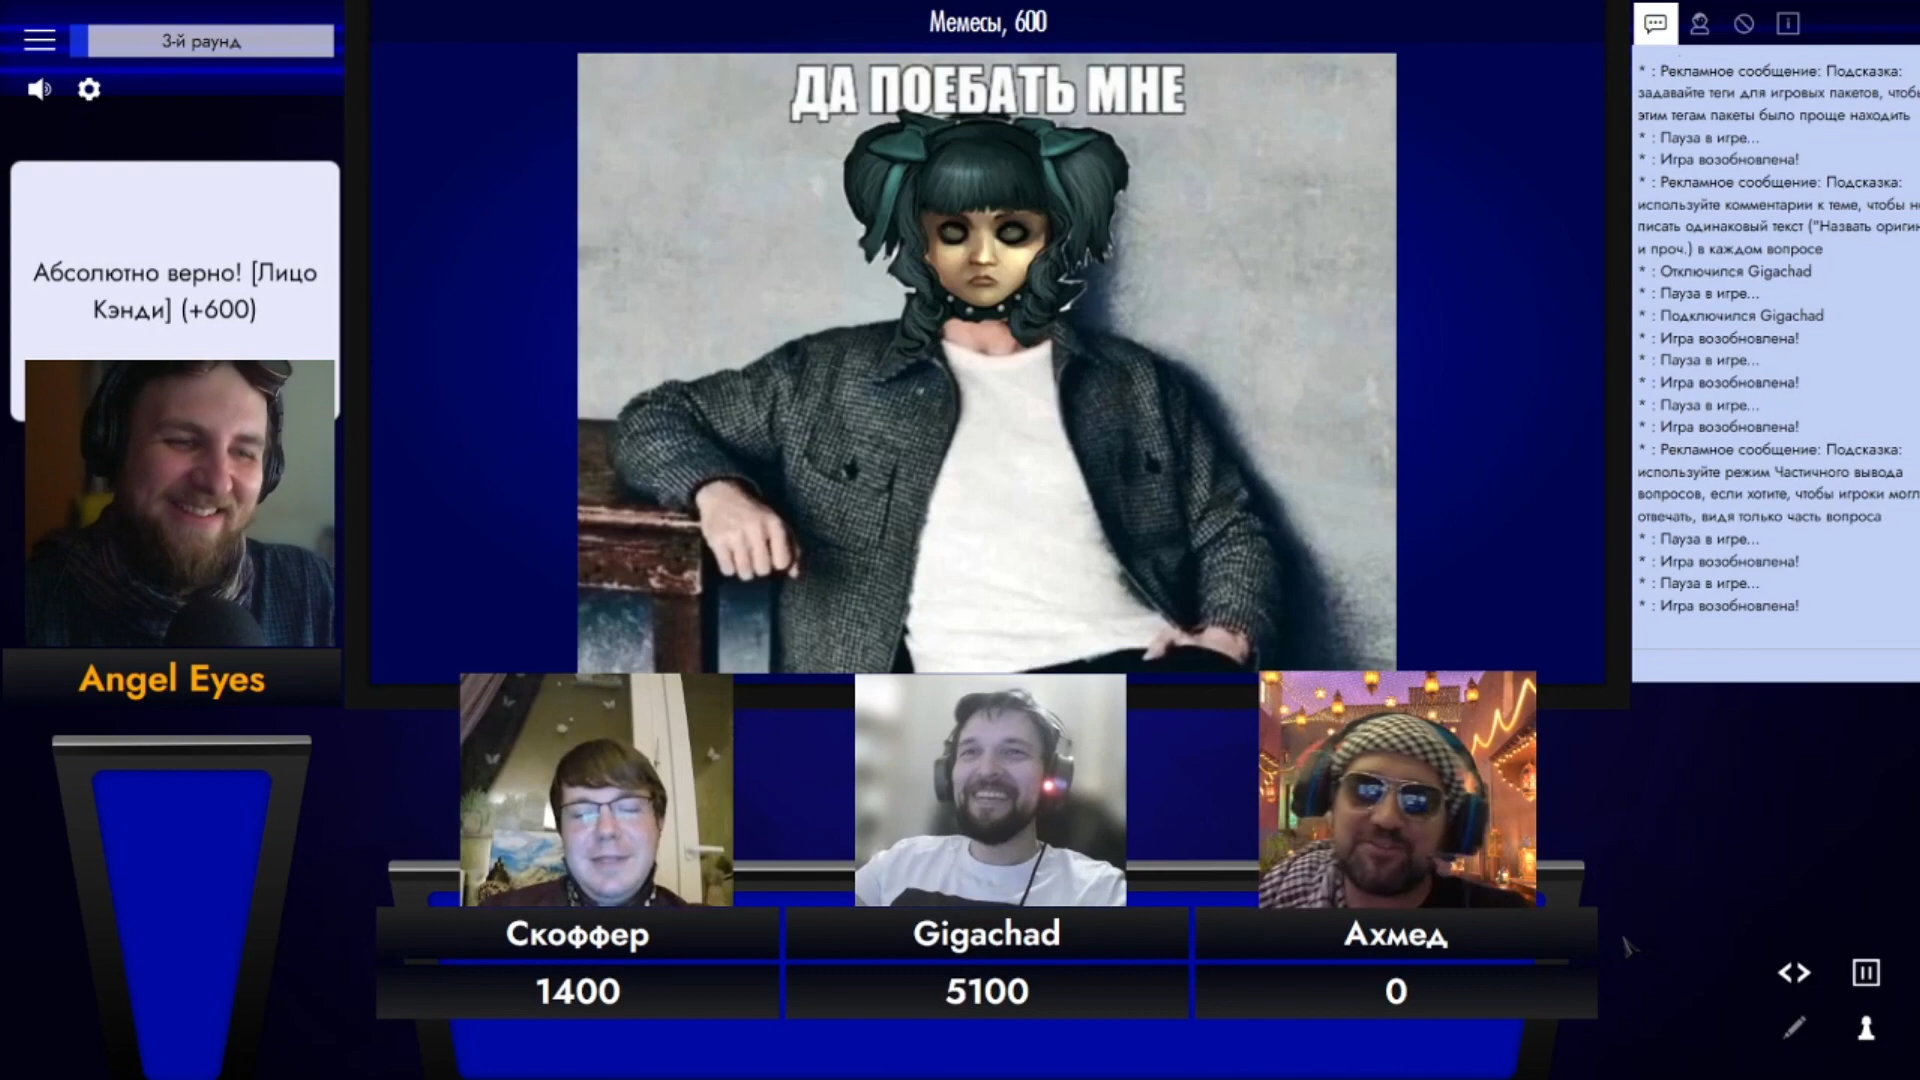 3-й раунд
Мемесы, 600
ДА ПОЕБАТЬ МНЕ
Абсолютно верно! [Лицо
Кэнди] (+600)
Angel Eyes
* : Рекламное сообщение: Подсказка:
задавайте теги для игровых пакетов, чтобы
этим тегам пакеты было проще находить
* : Пауза в игре...
* : Игра возобновлена!
* : Рекламное сообщение: Подсказка:
используйте комментарии к теме, чтобы
писать одинаковый текст ("Назвать
и проч.) в каждом вопросе
* : Отключился Gigachad
* : Пауза в игре...
* : Подключился Gigachad
* : Игра возобновлена!
* : Пауза в игре...
* : Игра возобновлена!
* : Пауза в игре...
* : Игра возобновлена!
* : Рекламное сообщение: Подсказка:
используйте режим Частичного вывода
вопросов, если хотите, чтобы игроки
отвечать, видя только часть вопроса
* : Пауза в игре...
* : Игра возобновлена!
* : Пауза в игре...
* : Игра возобновлена!
Скоффер
1400
Gigachad
5100
Ахмед
0